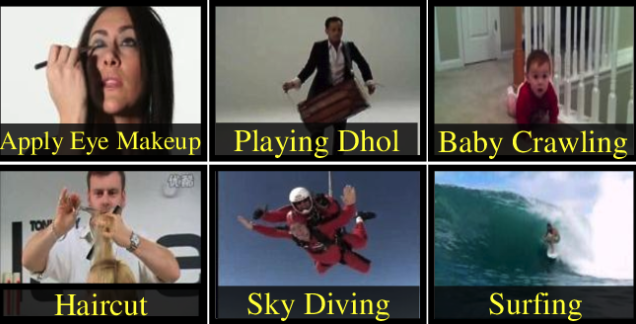 Apply Eye Makeup
Playing Dhol
Baby Crawling
Haircut
Sky Diving
Surfing